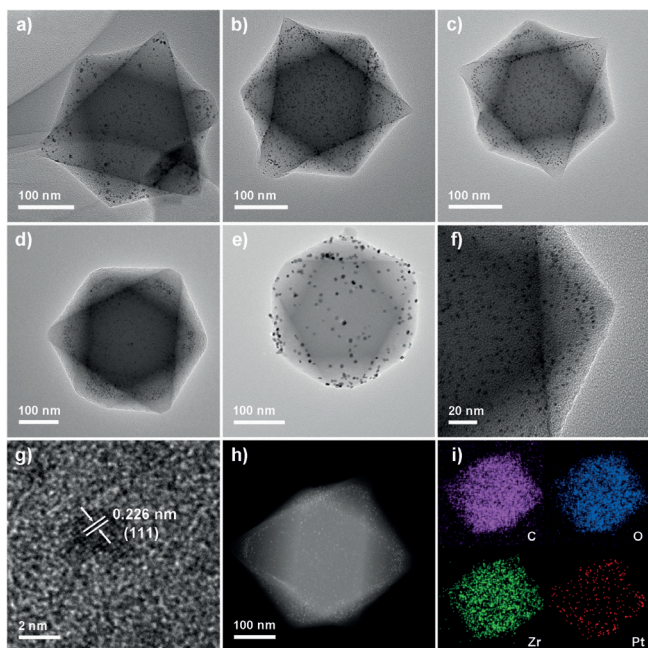 a)
b)
c)
100 nm
100 nm
100 nm
d)
e)
f)
100 nm
100 nm
20 nm
g)
h)
i)
0.226 nm
(111)
C
O
2 nm
100 nm
Zr
Pt